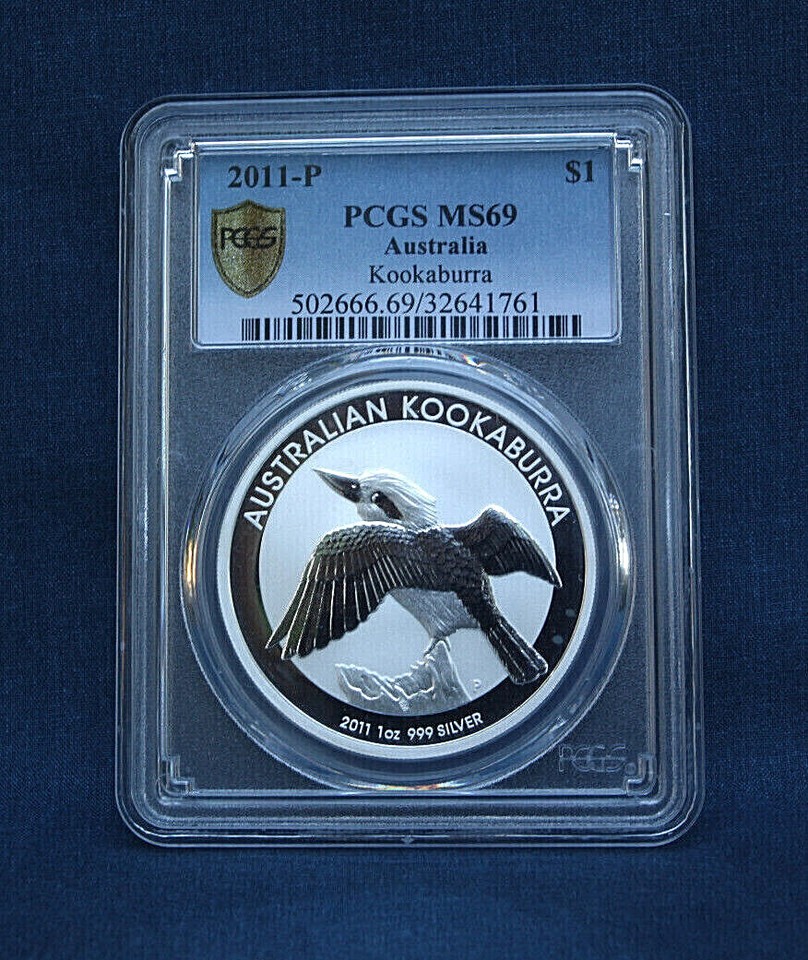 2011-P $1
PCGS MS69
PCGS
Australia
Kookaburra
502666.69/32641761
AUSTRALIAN KOOKABURRA
P
2011 1oz 999 SILVER
PCGS